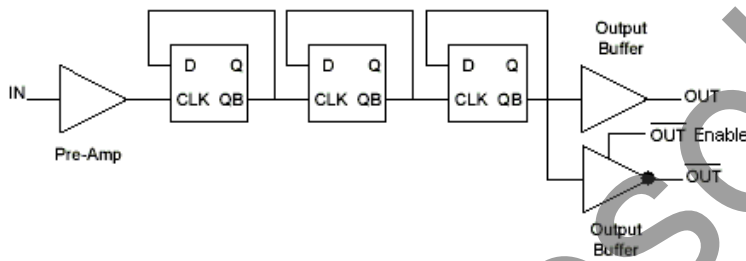 Output
Buffer
D Q
D Q
D Q
IN
CLK QB
CLK QB
CLK QB
OUT
OUT Enable
Pre-Amp
OUT
Output
Buffer